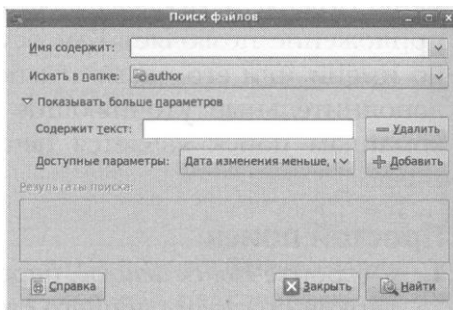 Поиск файлов
Имя содержит:
Искать в папке: author
Показывать больше параметров
Содержит текст: Удалить
Доступные параметры: Дата изменения меньше, ч Добавить
Результаты поиска:
Справка Закрыть Найти